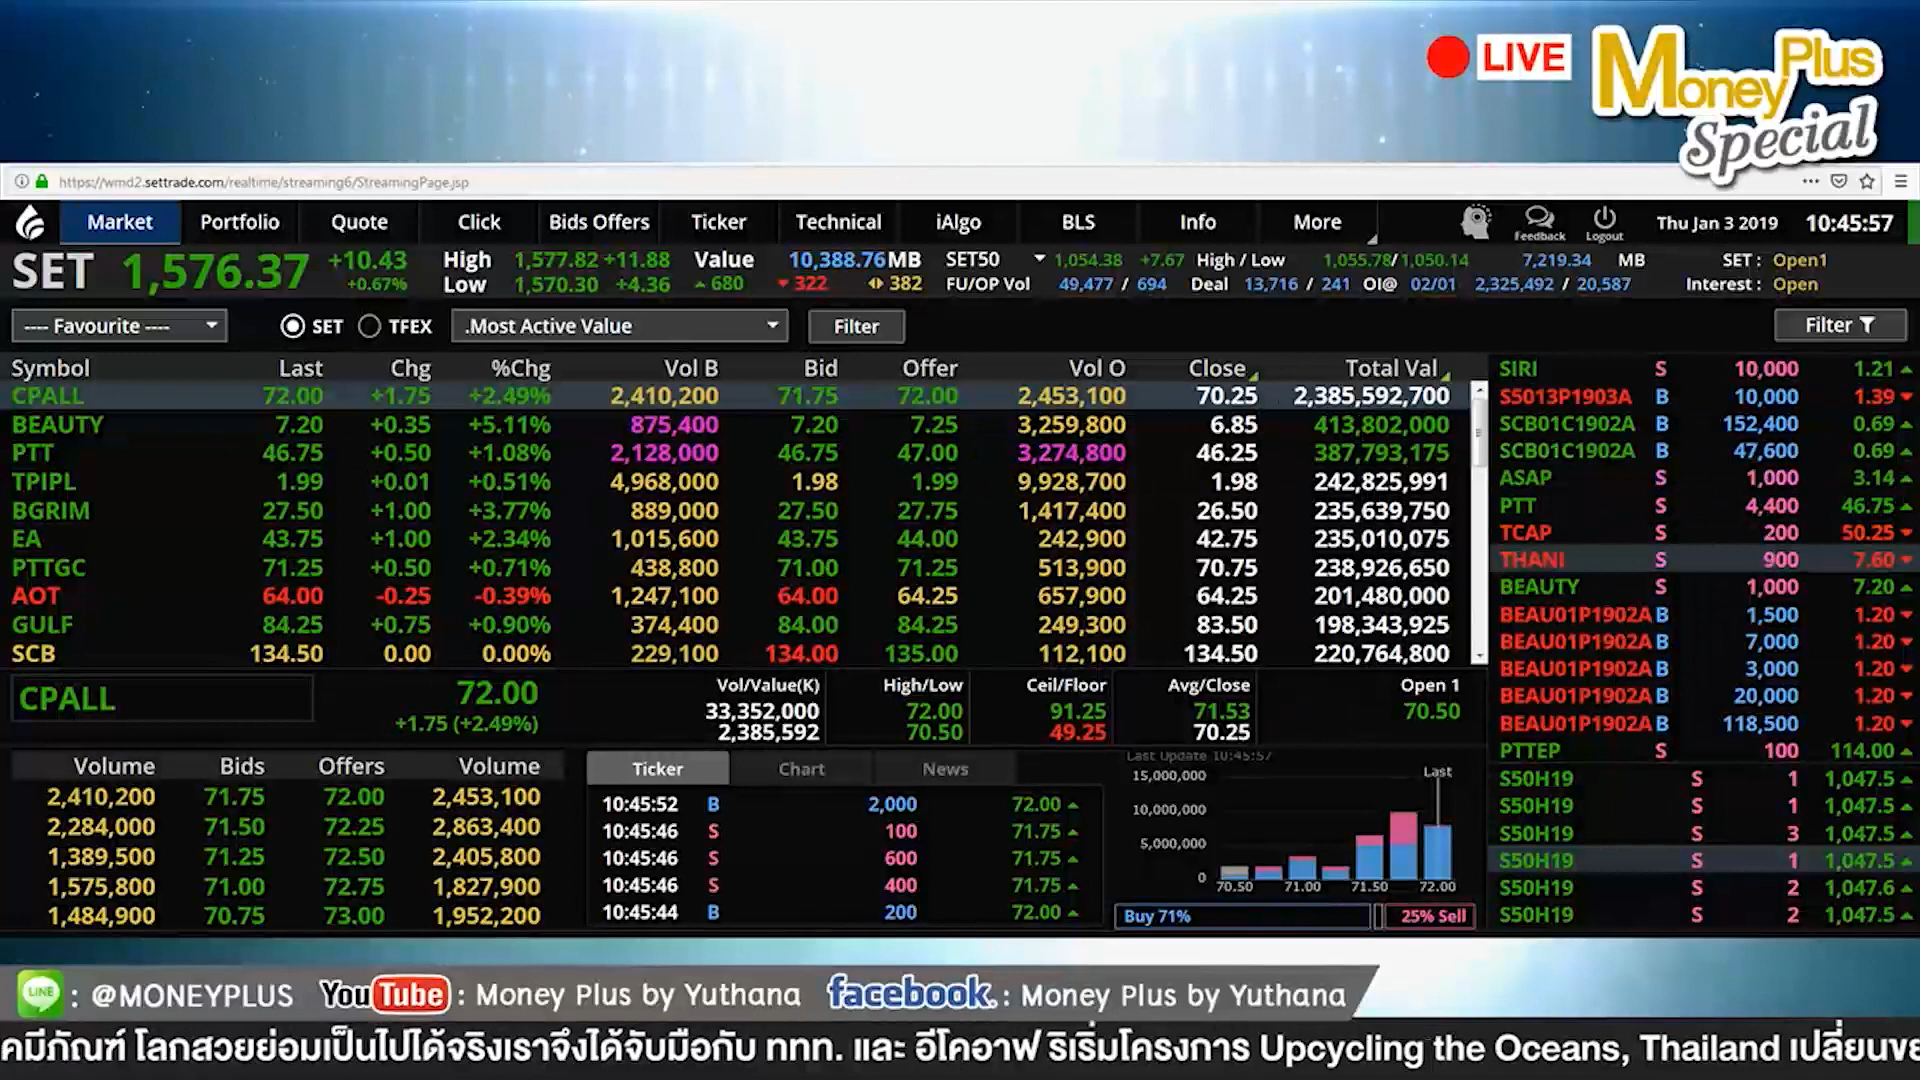 LIVE
Money Plus
Special
https://wmd2.settrade.com/realtime/streaming6/StreamingPage.jsp
Market Portfolio Quote Click Bids Offers Ticker Technical iAlgo BLS Info More Feedback Logout Thu Jan 3 2019 10:45:57
SET 1,576.37 +10.43 High 1,577.82 +11.88 Value 10,388.76 MB SET50 1,054.38 +7.67 High / Low 1,055.78/ 1,050.14 7,219.34 MB SET : Open1
+0.67% Low 1,570.30 +4.36 680 322 382 FU/OP Vol 49,477 / 694 Deal 13,716 / 241 OI@ 02/01 2,325,492 / 20,587 Interest : Open
---- Favourite ---- SET TFEX .Most Active Value Filter Filter
Symbol Last Chg %Chg Vol B Bid Offer Vol O Close Total Val
CPALL 72.00 +1.75 +2.49% 2,410,200 71.75 72.00 2,453,100 70.25 2,385,592,700
BEAUTY 7.20 +0.35 +5.11% 875,400 7.20 7.25 3,259,800 6.85 413,802,000
PTT 46.75 +0.50 +1.08% 2,128,000 46.75 47.00 3,274,800 46.25 387,793,175
TPIPL 1.99 +0.01 +0.51% 4,968,000 1.98 1.99 9,928,700 1.98 242,825,991
BGRIM 27.50 +1.00 +3.77% 889,000 27.50 27.75 1,417,400 26.50 235,639,750
EA 43.75 +1.00 +2.34% 1,015,600 43.75 44.00 242,900 42.75 235,010,075
PTTGC 71.25 +0.50 +0.71% 438,800 71.00 71.25 513,900 70.75 238,926,650
AOT 64.00 -0.25 -0.39% 1,247,100 64.00 64.25 657,900 64.25 201,480,000
GULF 84.25 +0.75 +0.90% 374,400 84.00 84.25 249,300 83.50 198,343,925
SCB 134.50 0.00 0.00% 229,100 134.00 135.00 112,100 134.50 220,764,800
SIRI S 10,000 1.21
S5013P1903A B 10,000 1.39
SCB01C1902A B 152,400 0.69
SCB01C1902A B 47,600 0.69
ASAP S 1,000 3.14
PTT S 4,400 46.75
TCAP S 200 50.25
THANI S 900 7.60
BEAUTY S 1,000 7.20
BEAU01P1902A B 1,500 1.20
BEAU01P1902A B 7,000 1.20
BEAU01P1902A B 3,000 1.20
BEAU01P1902A B 20,000 1.20
BEAU01P1902A B 118,500 1.20
PTTEP S 100 114.00
S50H19 S 1 1,047.5
S50H19 S 1 1,047.5
S50H19 S 3 1,047.5
S50H19 S 1 1,047.5
S50H19 S 2 1,047.6
S50H19 S 2 1,047.5
CPALL 72.00 Vol/Value(K) High/Low Ceil/Floor Avg/Close Open 1
33,352,000 72.00 91.25 71.53 70.50
+1.75 (+2.49%) 2,385,592 70.50 49.25 70.25
Volume Bids Offers Volume
2,410,200 71.75 72.00 2,453,100
2,284,000 71.50 72.25 2,863,400
1,389,500 71.25 72.50 2,405,800
1,575,800 71.00 72.75 1,827,900
1,484,900 70.75 73.00 1,952,200
Ticker Chart News
10:45:52 B 2,000 72.00
10:45:46 S 100 71.75
10:45:46 S 600 71.75
10:45:46 S 400 71.75
10:45:44 B 200 72.00
Last Update 10:45:57
Last
15,000,000
10,000,000
5,000,000
0
70.50 71.00 71.50 72.00
Buy 71% 25% Sell
LINE : @MONEYPLUS YouTube : Money Plus by Yuthana facebook. : Money Plus by Yuthana
คมีภัณฑ์ โลกสวยย่อมเป็นไปได้จริงเราจึงได้จับมือกับ ททท. และ อีโคอาฟ ริเริ่มโครงการ Upcycling the Oceans, Thailand เปลี่ยนขย